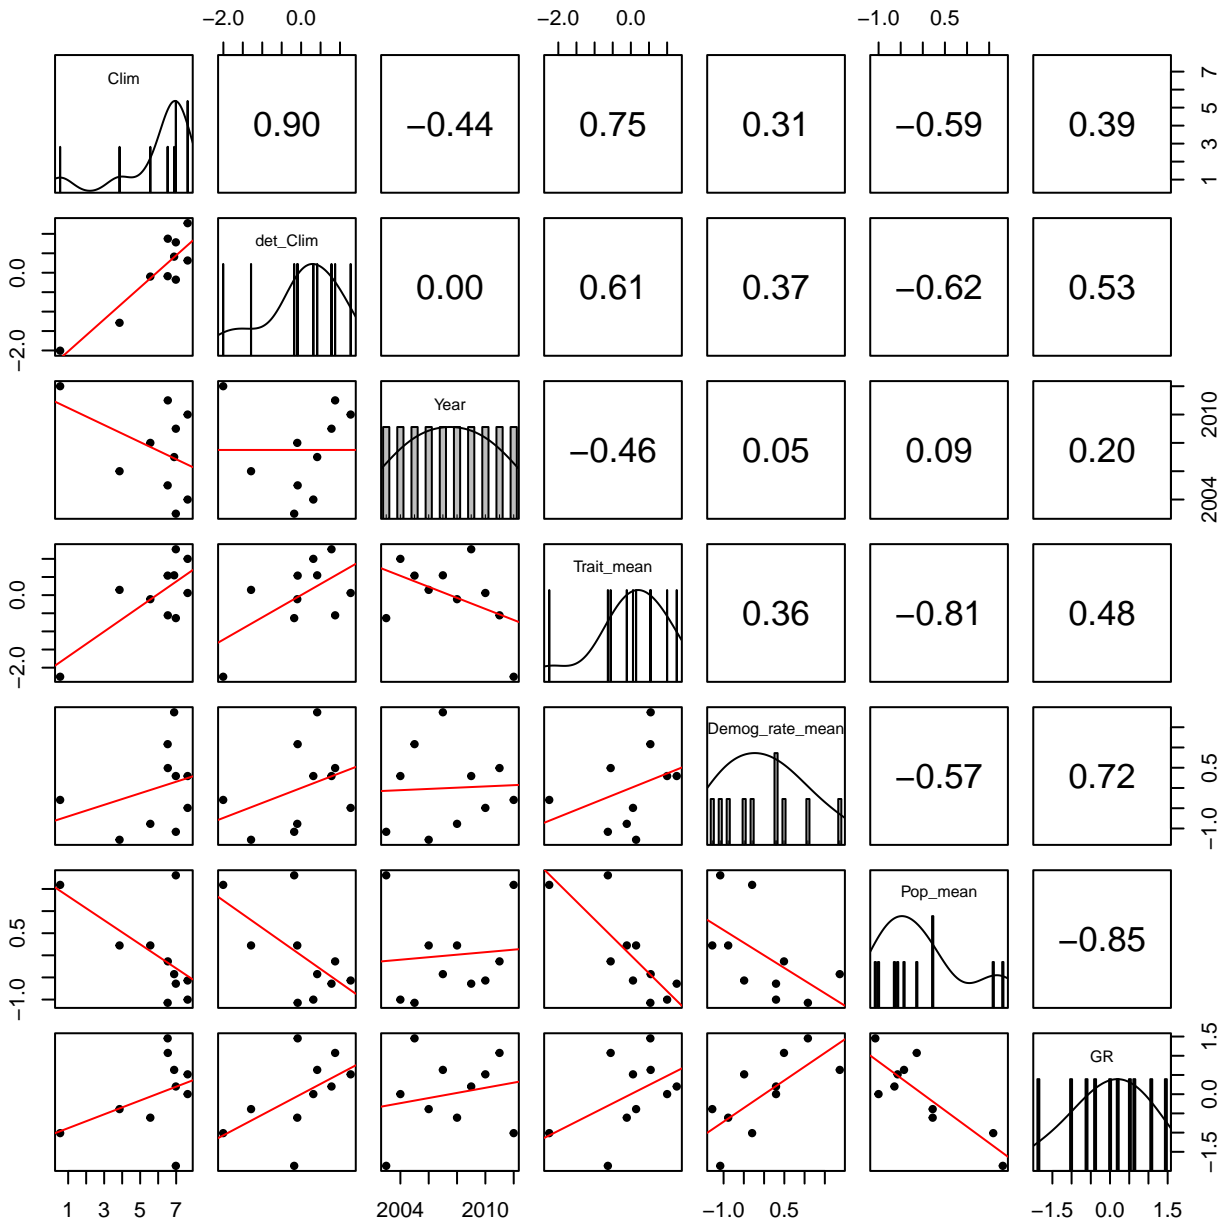 −2.0 0.0 −2.0 0.0 −1.0 0.5
Clim 0.90 −0.44 0.75 0.31 −0.59 0.39 1 3 5 7
−2.0 0.0 det_Clim 0.00 0.61 0.37 −0.62 0.53
Year −0.46 0.05 0.09 0.20 2004 2010
−2.0 0.0 Trait_mean 0.36 −0.81 0.48
Demog_rate_mean −0.57 0.72 −1.0 0.5
−1.0 0.5 Pop_mean −0.85
GR −1.5 0.0 1.5
1 3 5 7 2004 2010 −1.0 0.5 −1.5 0.0 1.5